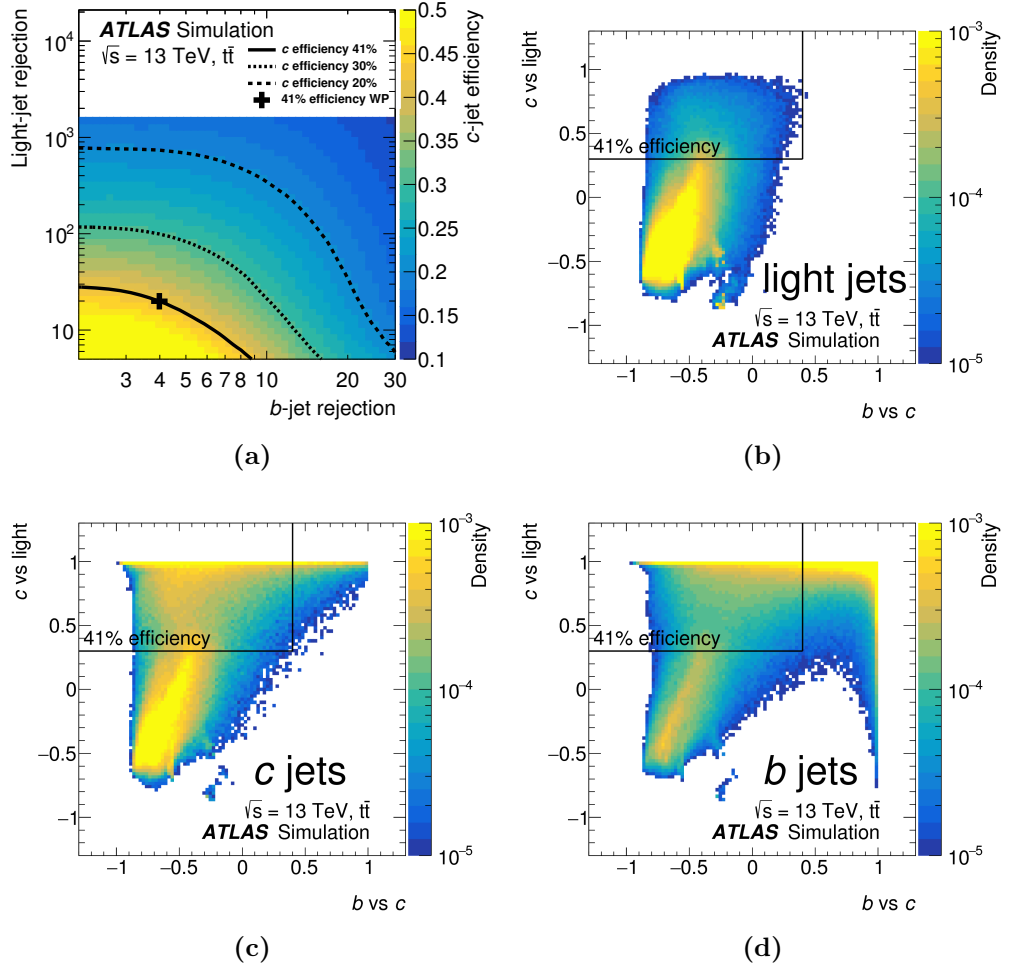 Light-jet rejection
10⁴
10³
10²
10
ATLAS Simulation
√s = 13 TeV, tt̄
c efficiency 41%
c efficiency 30%
c efficiency 20%
41% efficiency WP
3 4 5 6 7 8 10 20 30
b-jet rejection
0.5
0.45
0.4
0.35
0.3
0.25
0.2
0.15
0.1
c-jet efficiency
(a)
c vs light
1
0.5
0
−0.5
−1
41% efficiency
light jets
√s = 13 TeV, tt̄
ATLAS Simulation
−1 −0.5 0 0.5 1
b vs c
10⁻³
10⁻⁴
10⁻⁵
Density
(b)
c vs light
1
0.5
0
−0.5
−1
41% efficiency
c jets
√s = 13 TeV, tt̄
ATLAS Simulation
−1 −0.5 0 0.5 1
b vs c
10⁻³
10⁻⁴
10⁻⁵
Density
(c)
c vs light
1
0.5
0
−0.5
−1
41% efficiency
b jets
√s = 13 TeV, tt̄
ATLAS Simulation
−1 −0.5 0 0.5 1
b vs c
10⁻³
10⁻⁴
10⁻⁵
Density
(d)